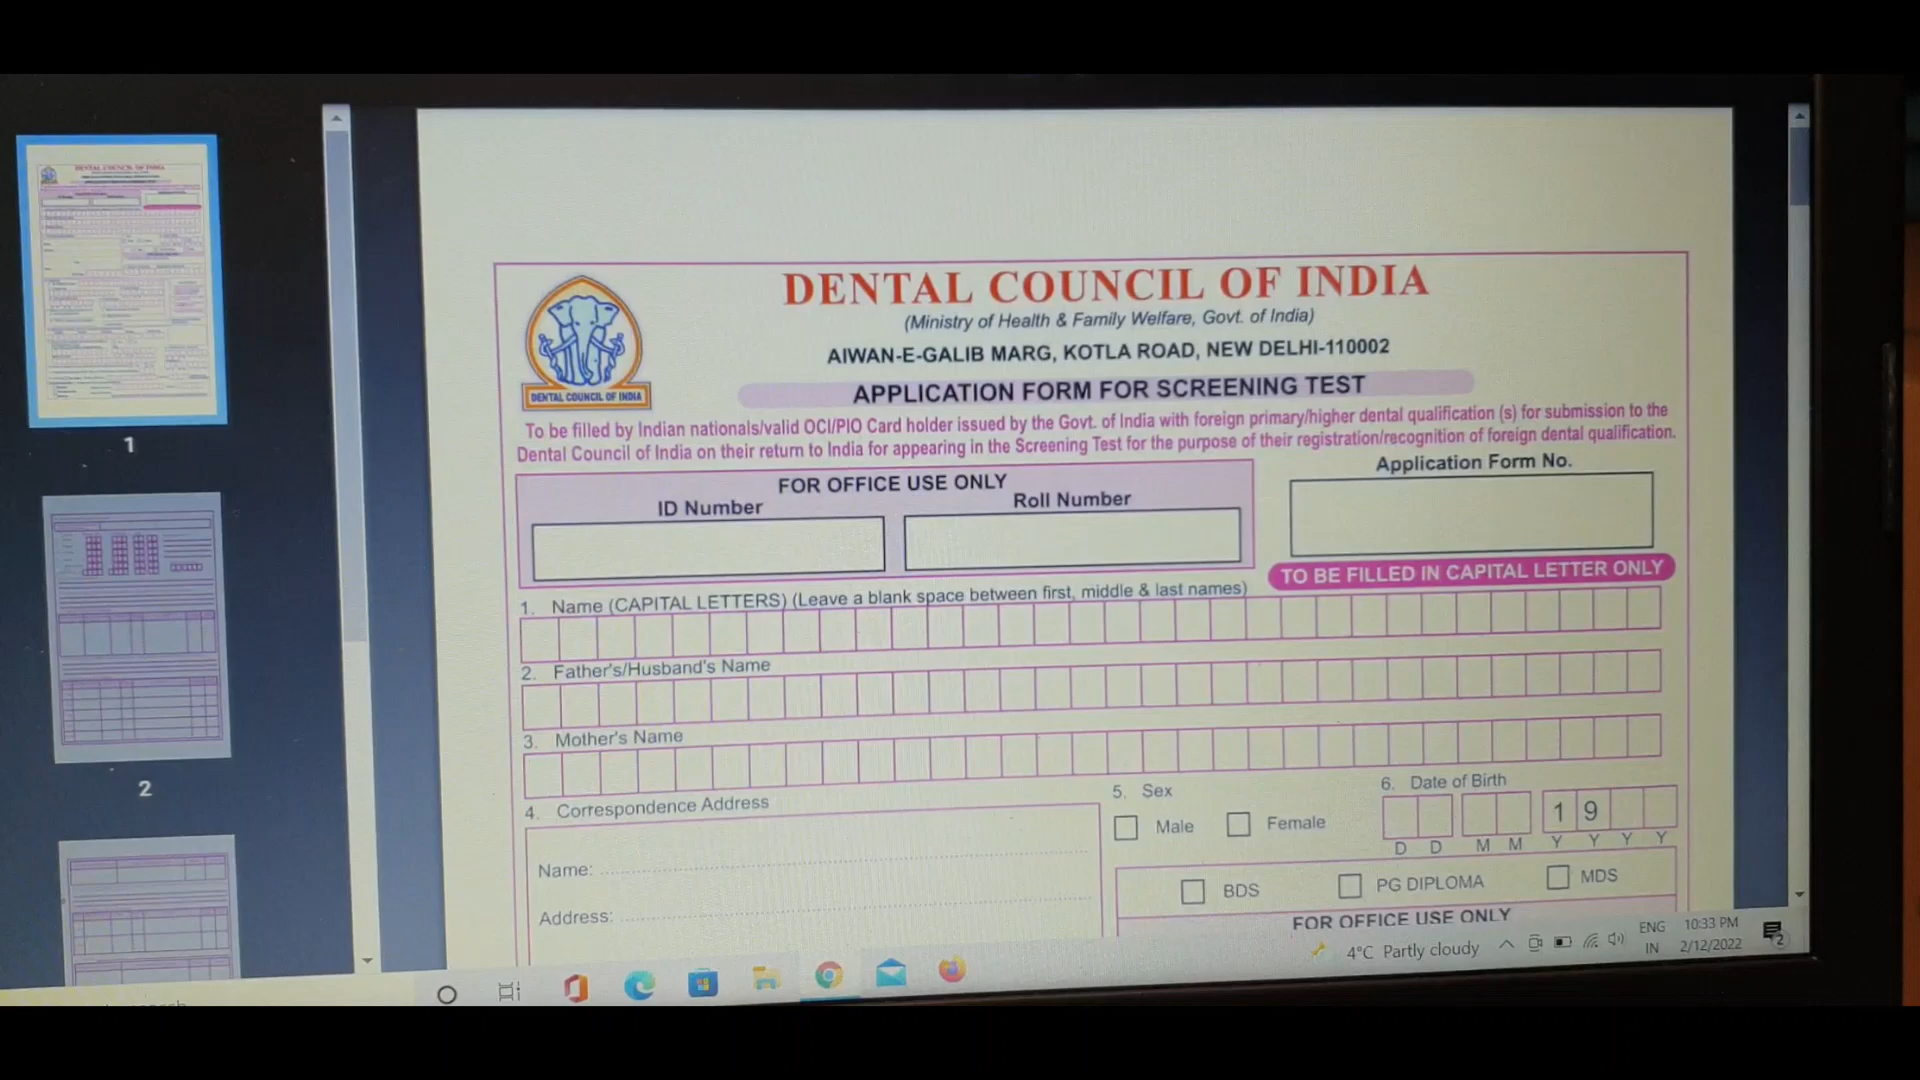 DENTAL COUNCIL OF INDIA
(Ministry of Health & Family Welfare, Govt. of India)
AIWAN-E-GALIB MARG, KOTLA ROAD, NEW DELHI-110002
APPLICATION FORM FOR SCREENING TEST
DENTAL COUNCIL OF INDIA
To be filled by Indian nationals/valid OCI/PIO Card holder issued by the Govt. of India with foreign primary/higher dental qualification (s) for submission to the
Dental Council of India on their return to India for appearing in the Screening Test for the purpose of their registration/recognition of foreign dental qualification.
FOR OFFICE USE ONLY
ID Number Roll Number
Application Form No.
TO BE FILLED IN CAPITAL LETTER ONLY
1. Name (CAPITAL LETTERS) (Leave a blank space between first, middle & last names)
2. Father's/Husband's Name
3. Mother's Name
4. Correspondence Address
Name:
Address:
5. Sex
Male Female
6. Date of Birth
1 9
D D M M Y Y Y Y
BDS PG DIPLOMA MDS
FOR OFFICE USE ONLY
DENTAL COUNCIL OF INDIA
1
2
4°C Partly cloudy
ENG
IN
10:33 PM
2/12/2022
2